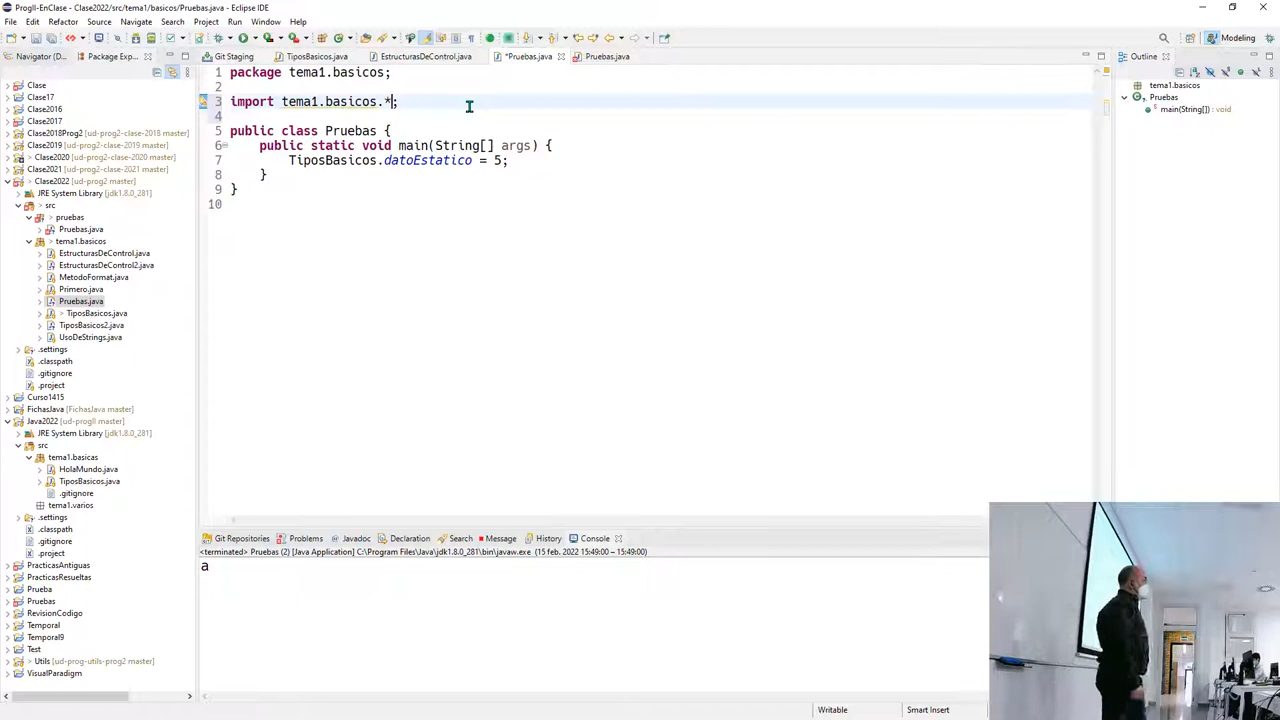 ProgII-EnClase - Clase2022/src/tema1/basicos/Pruebas.java - Eclipse IDE
File Edit Refactor Source Navigate Search Project Run Window Help
Modeling
Navigator (D...
Package Exp...
Git Staging
TiposBasicos.java
EstructurasDeControl.java
*Pruebas.java
Pruebas.java
Outline
Clase
Clase17
Clase2016
Clase2017
Clase2018Prog2 [ud-prog2-clase-2018 master]
Clase2019 [ud-prog2-clase-2019 master]
> Clase2020 [ud-prog2-clase-2020 master]
Clase2021 [ud-prog2-clase-2021 master]
> Clase2022 [ud-prog2 master]
JRE System Library [jdk1.8.0_281]
> src
> pruebas
Pruebas.java
> tema1.basicos
EstructurasDeControl.java
EstructurasDeControl2.java
MetodoFormat.java
Primero.java
Pruebas.java
> TiposBasicos.java
TiposBasicos2.java
UsoDeStrings.java
.settings
.classpath
.gitignore
.project
Curso1415
FichasJava [FichasJava master]
Java2022 [ud-progII master]
JRE System Library [jdk1.8.0_281]
src
tema1.basicas
HolaMundo.java
TiposBasicos.java
.gitignore
tema1.varios
.settings
.classpath
.gitignore
.project
PracticasAntiguas
PracticasResueltas
Prueba
Pruebas
RevisionCodigo
Temporal
Temporal9
Test
> Utils [ud-prog-utils-prog2 master]
VisualParadigm
1 package tema1.basicos;
2
3 import tema1.basicos.*;
4
5 public class Pruebas {
6 public static void main(String[] args) {
7 TiposBasicos.datoEstatico = 5;
8 }
9 }
10
tema1.basicos
Pruebas
main(String[]) : void
Git Repositories
Problems
Javadoc
Declaration
Search
Message
History
Console
<terminated> Pruebas (2) [Java Application] C:\Program Files\Java\jdk1.8.0_281\bin\javaw.exe (15 feb. 2022 15:49:00 – 15:49:00)
a
Writable
Smart Insert